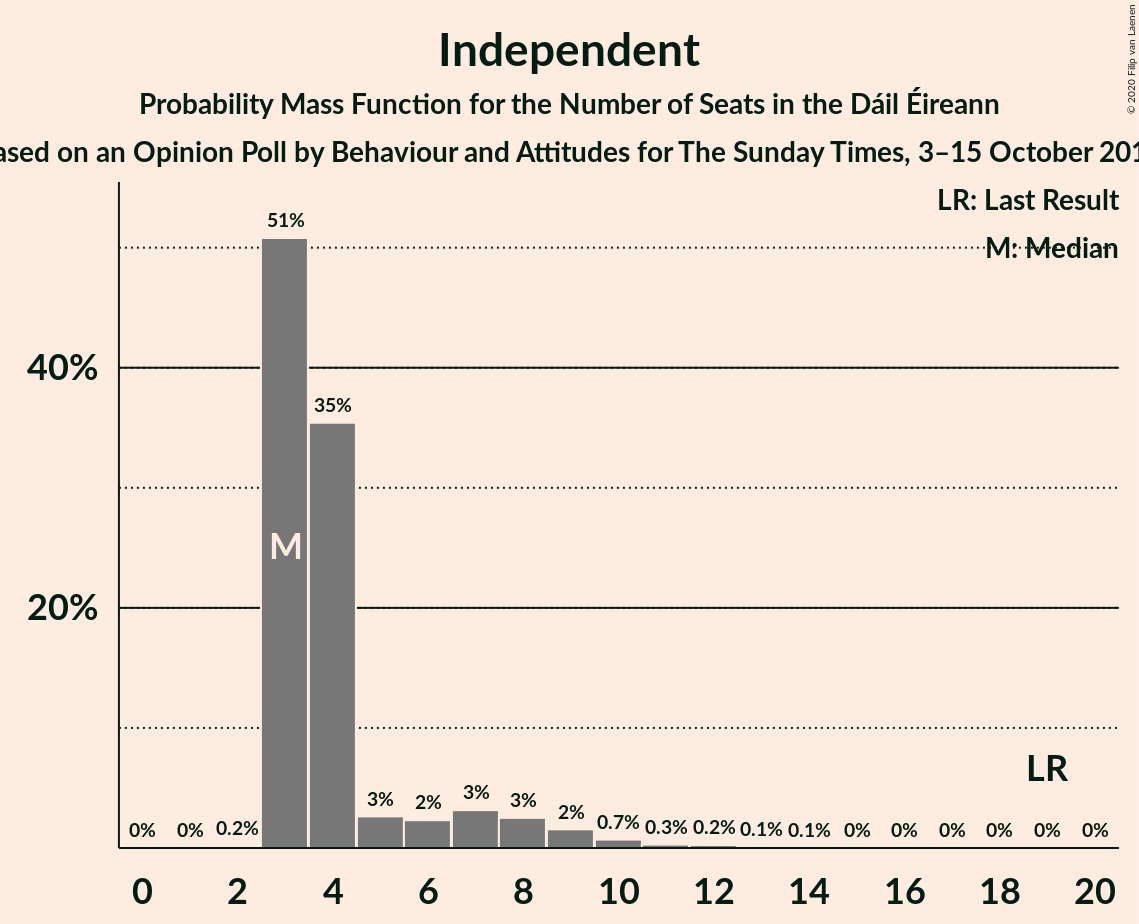 Independent
Probability Mass Function for the Number of Seats in the Dáil Éireann
ased on an Opinion Poll by Behaviour and Attitudes for The Sunday Times, 3–15 October 201
© 2020 Filip van Laenen
LR: Last Result
M: Median
51%
40%
35%
M
20%
LR
0% 0% 0.2% 3% 2% 3% 3% 2% 0.7% 0.3% 0.2% 0.1% 0.1% 0% 0% 0% 0% 0% 0%
0 2 4 6 8 10 12 14 16 18 20